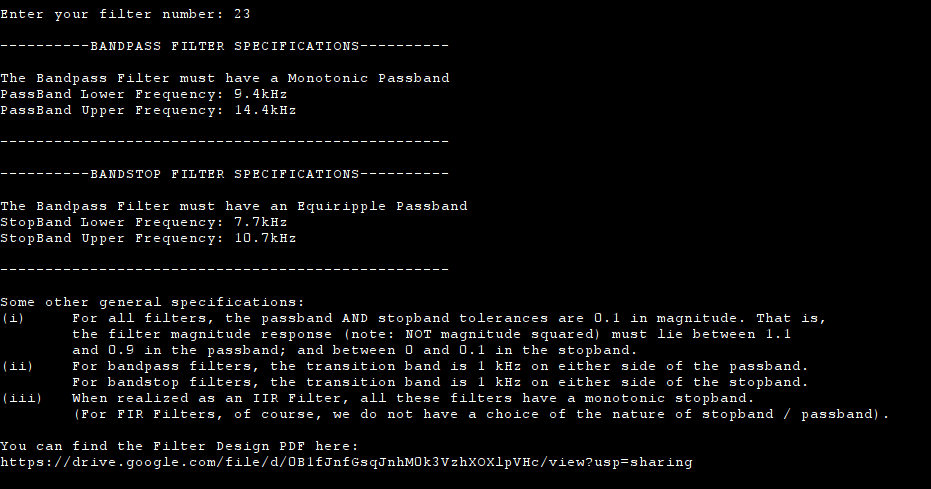 Enter your filter number: 23
----------BANDPASS FILTER SPECIFICATIONS----------
The Bandpass Filter must have a Monotonic Passband
PassBand Lower Frequency: 9.4kHz
PassBand Upper Frequency: 14.4kHz
--------------------------------------------------
----------BANDSTOP FILTER SPECIFICATIONS----------
The Bandpass Filter must have an Equiripple Passband
StopBand Lower Frequency: 7.7kHz
StopBand Upper Frequency: 10.7kHz
--------------------------------------------------
Some other general specifications:
(i) For all filters, the passband AND stopband tolerances are 0.1 in magnitude. That is,
the filter magnitude response (note: NOT magnitude squared) must lie between 1.1
and 0.9 in the passband; and between 0 and 0.1 in the stopband.
(ii) For bandpass filters, the transition band is 1 kHz on either side of the passband.
For bandstop filters, the transition band is 1 kHz on either side of the stopband.
(iii) When realized as an IIR Filter, all these filters have a monotonic stopband.
(For FIR Filters, of course, we do not have a choice of the nature of stopband / passband).
You can find the Filter Design PDF here:
https://drive.google.com/file/d/0B1fJnfGsqJnhM0k3VzhXOXlpVHc/view?usp=sharing